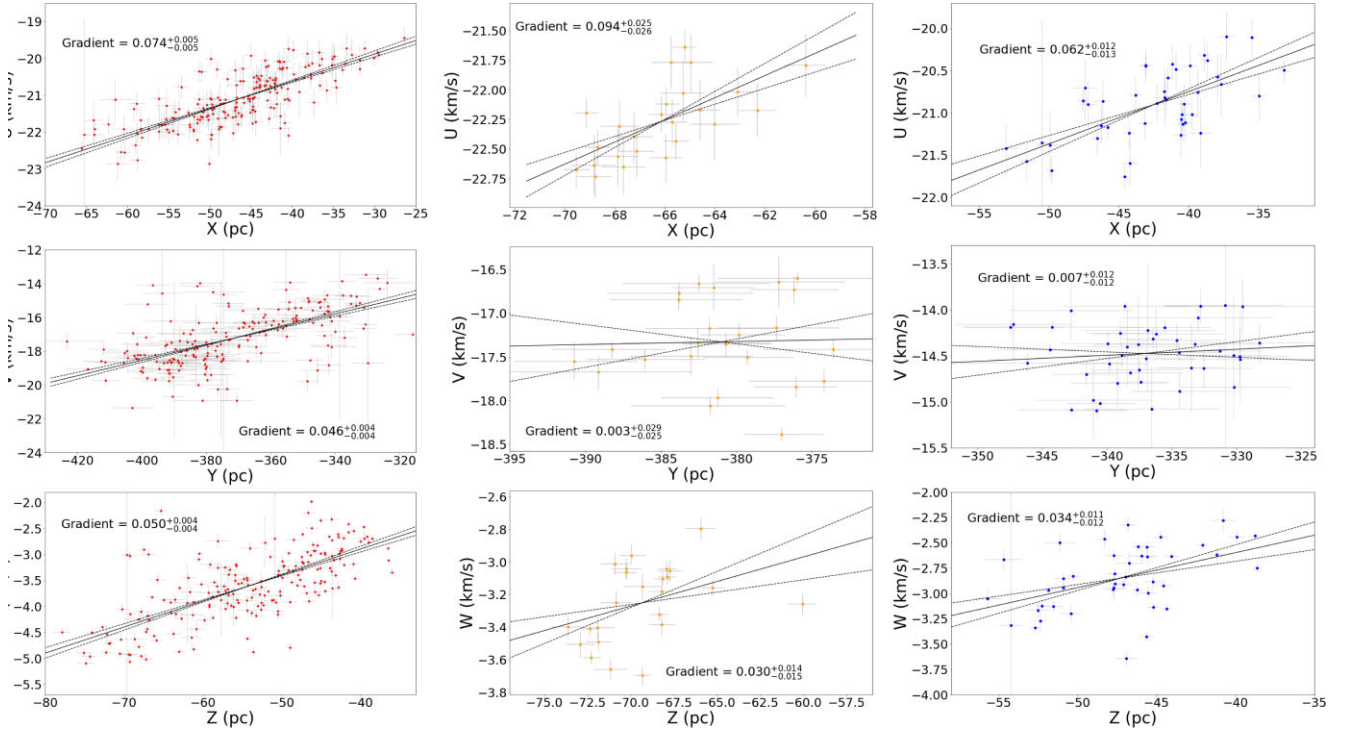 −19
−20
−21
−22
−23
−24
(km/s)
Gradient = 0.074 +0.005 −0.005
−70 −65 −60 −55 −50 −45 −40 −35 −30 −25
X (pc)
−21.50
−21.75
−22.00
−22.25
−22.50
−22.75
U (km/s)
Gradient = 0.094 +0.025 −0.026
−72 −70 −68 −66 −64 −62 −60 −58
X (pc)
−20.0
−20.5
−21.0
−21.5
−22.0
U (km/s)
Gradient = 0.062 +0.012 −0.013
−55 −50 −45 −40 −35
X (pc)
−12
−14
−16
−18
−20
−22
−24
(km/s)
Gradient = 0.046 +0.004 −0.004
−420 −400 −380 −360 −340 −320
Y (pc)
−16.5
−17.0
−17.5
−18.0
−18.5
V (km/s)
Gradient = 0.003 +0.029 −0.025
−395 −390 −385 −380 −375
Y (pc)
−13.5
−14.0
−14.5
−15.0
−15.5
V (km/s)
Gradient = 0.007 +0.012 −0.012
−350 −346 −342 −338 −334 −330 −326
Y (pc)
−2.0
−2.5
−3.0
−3.5
−4.0
−4.5
−5.0
−5.5
Gradient = 0.050 +0.004 −0.004
−80 −70 −60 −50 −40
Z (pc)
−2.6
−2.8
−3.0
−3.2
−3.4
−3.6
−3.8
W (km/s)
Gradient = 0.030 +0.014 −0.015
−75.0 −72.5 −70.0 −67.5 −65.0 −62.5 −60.0 −57.5
Z (pc)
−2.00
−2.25
−2.50
−2.75
−3.00
−3.25
−3.50
−3.75
−4.00
W (km/s)
Gradient = 0.034 +0.011 −0.012
−55 −50 −45 −40 −35
Z (pc)